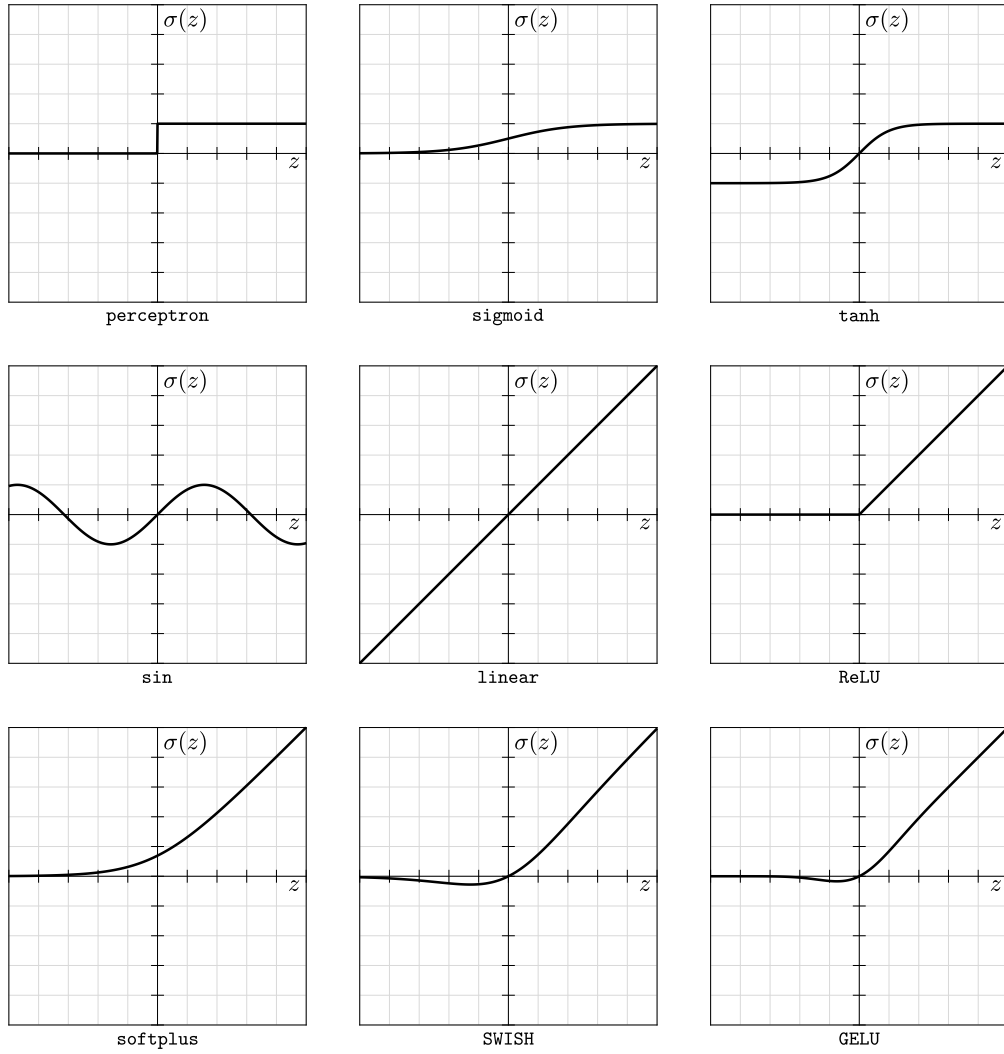 σ(z) σ(z) σ(z)
z z z
perceptron sigmoid tanh
σ(z) σ(z) σ(z)
z z z
sin linear ReLU
σ(z) σ(z) σ(z)
z z z
softplus SWISH GELU